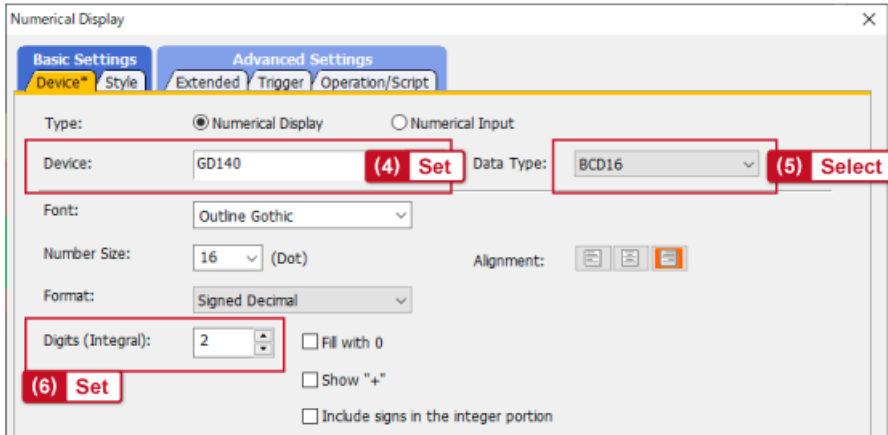 Numerical Display
Basic Settings Advanced Settings
Device* Style Extended Trigger Operation/Script
Type: Numerical Display Numerical Input
Device: GD140 (4) Set Data Type: BCD16 (5) Select
Font: Outline Gothic
Number Size: 16 (Dot) Alignment:
Format: Signed Decimal
Digits (Integral): 2 Fill with 0
(6) Set
Show "+"
Include signs in the integer portion